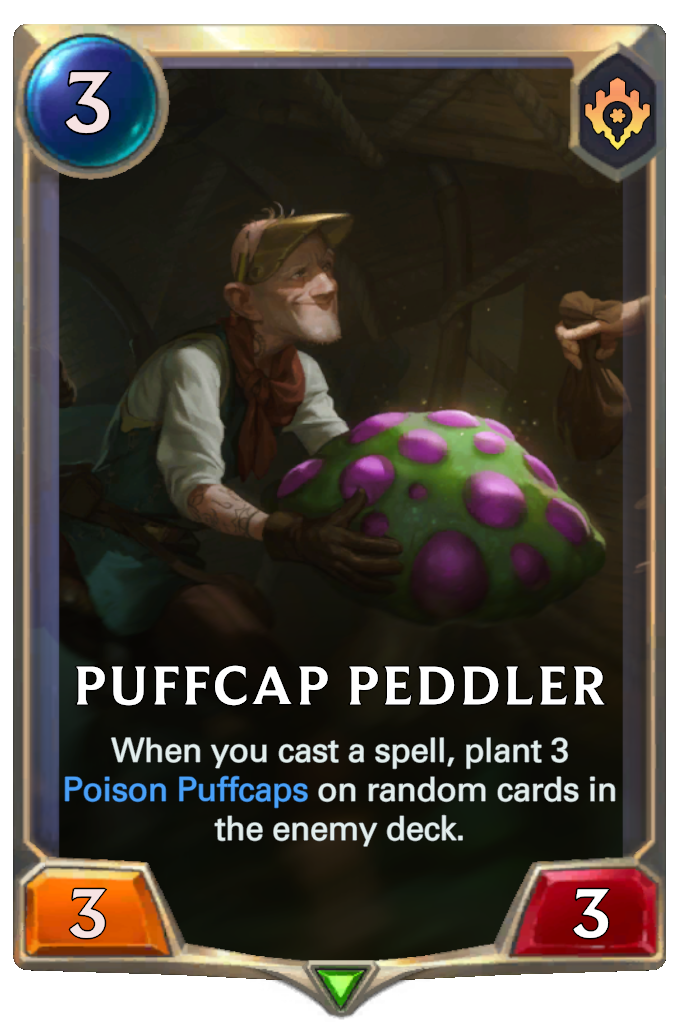 3
PUFFCAP PEDDLER
When you cast a spell, plant 3
Poison Puffcaps on random cards in
the enemy deck.
3 3